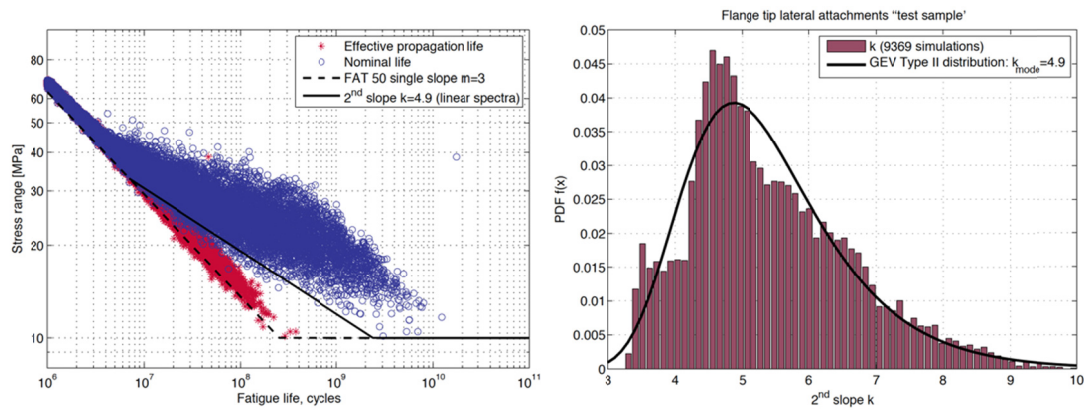 80
60
50
40
30
20
10
Stress range [MPa]
Effective propagation life
Nominal life
FAT 50 single slope m=3
2nd slope k=4.9 (linear spectra)
10^6
10^7
10^8
10^9
10^10
10^11
Fatigue life, cycles
Flange tip lateral attachments "test sample'
0.05
0.045
0.04
0.035
0.03
0.025
0.02
0.015
0.01
0.005
0
PDF f(x)
k (9369 simulations)
GEV Type II distribution: k_mode=4.9
3
4
5
6
7
8
9
10
2nd slope k